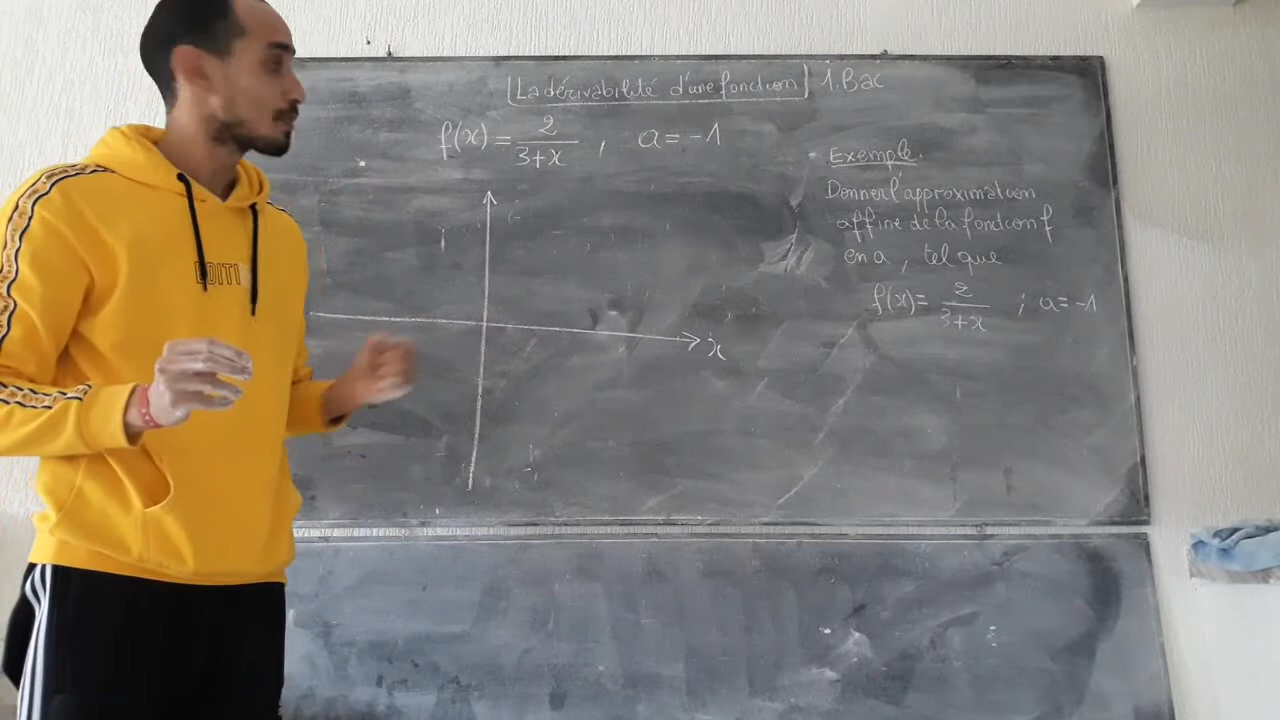 La dérivabilité d'une fonction 1.Bac
f(x) = 2/(3+x) , a = -1
Exemple.
Donner l'approximation
affine de la fonction f
en a, tel que
f(x) = 2/(3+x) ; a = -1
x
EDITI